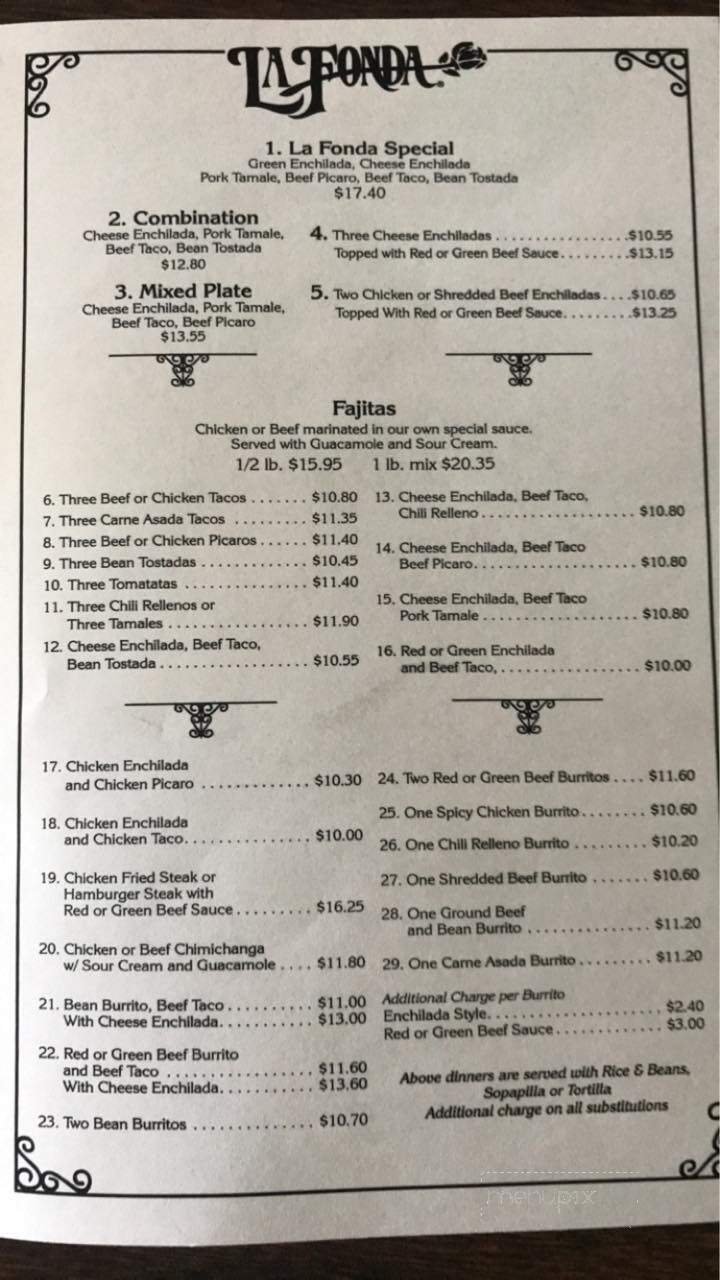 LA FONDA
1. La Fonda Special
Green Enchilada, Cheese Enchilada
Pork Tamale, Beef Picaro, Beef Taco, Bean Tostada
$17.40
2. Combination
Cheese Enchilada, Pork Tamale,
Beef Taco, Bean Tostada
$12.80
3. Mixed Plate
Cheese Enchilada, Pork Tamale,
Beef Taco, Beef Picaro
$13.55
4. Three Cheese Enchiladas . . . . . . . . . . . . . . . .$10.55
Topped with Red or Green Beef Sauce. . . . . . . . .$13.15
5. Two Chicken or Shredded Beef Enchiladas. . . .$10.65
Topped With Red or Green Beef Sauce. . . . . . . . .$13.25
Fajitas
Chicken or Beef marinated in our own special sauce.
Served with Guacamole and Sour Cream.
1/2 lb. $15.95 1 lb. mix $20.35
6. Three Beef or Chicken Tacos . . . . . . . $10.80
7. Three Carne Asada Tacos . . . . . . . . . $11.35
8. Three Beef or Chicken Picaros . . . . . . $11.40
9. Three Bean Tostadas . . . . . . . . . . . . . $10.45
10. Three Tomatatas . . . . . . . . . . . . . . . $11.40
11. Three Chili Rellenos or
Three Tamales . . . . . . . . . . . . . . . . . $11.90
12. Cheese Enchilada, Beef Taco,
Bean Tostada . . . . . . . . . . . . . . . . . . $10.55
13. Cheese Enchilada, Beef Taco,
Chili Relleno . . . . . . . . . . . . . . . . . . $10.80
14. Cheese Enchilada, Beef Taco
Beef Picaro. . . . . . . . . . . . . . . . . . . . $10.80
15. Cheese Enchilada, Beef Taco
Pork Tamale . . . . . . . . . . . . . . . . . . . $10.80
16. Red or Green Enchilada
and Beef Taco, . . . . . . . . . . . . . . . . . $10.00
17. Chicken Enchilada
and Chicken Picaro . . . . . . . . . . . . . $10.30
18. Chicken Enchilada
and Chicken Taco. . . . . . . . . . . . . . . $10.00
19. Chicken Fried Steak or
Hamburger Steak with
Red or Green Beef Sauce . . . . . . . . . $16.25
20. Chicken or Beef Chimichanga
w/ Sour Cream and Guacamole . . . . $11.80
21. Bean Burrito, Beef Taco . . . . . . . . . . $11.00
With Cheese Enchilada. . . . . . . . . . . $13.00
22. Red or Green Beef Burrito
and Beef Taco . . . . . . . . . . . . . . . . . $11.60
With Cheese Enchilada. . . . . . . . . . . $13.60
23. Two Bean Burritos . . . . . . . . . . . . . . $10.70
24. Two Red or Green Beef Burritos . . . . $11.60
25. One Spicy Chicken Burrito. . . . . . . . $10.60
26. One Chili Relleno Burrito . . . . . . . . . $10.20
27. One Shredded Beef Burrito . . . . . . . $10.60
28. One Ground Beef
and Bean Burrito . . . . . . . . . . . . . . . $11.20
29. One Carne Asada Burrito . . . . . . . . . $11.20
Additional Charge per Burrito
Enchilada Style. . . . . . . . . . . . . . . . . . . . . $2.40
Red or Green Beef Sauce . . . . . . . . . . . . . $3.00
Above dinners are served with Rice & Beans,
Sopapilla or Tortilla
Additional charge on all substitutions
menupix